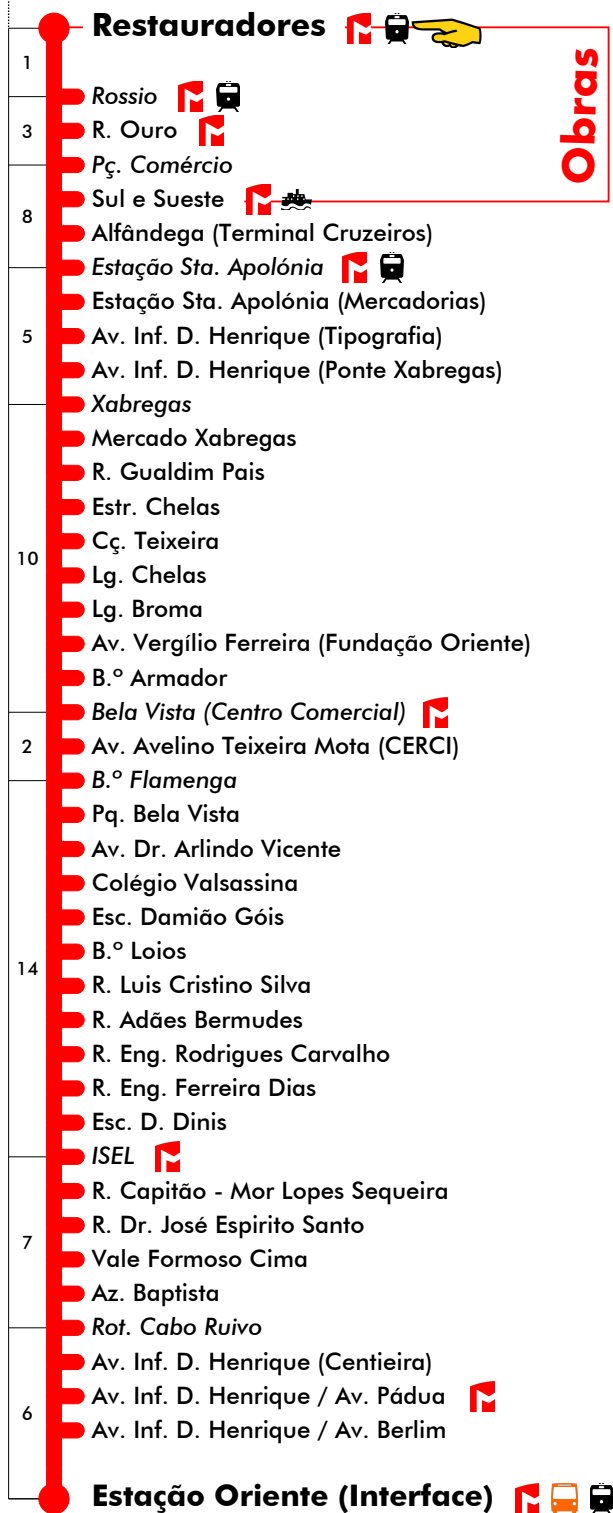 Restauradores
Obras
1
Rossio
3
R. Ouro
Pç. Comércio
8
Sul e Sueste
Alfândega (Terminal Cruzeiros)
Estação Sta. Apolónia
Estação Sta. Apolónia (Mercadorias)
5
Av. Inf. D. Henrique (Tipografia)
Av. Inf. D. Henrique (Ponte Xabregas)
Xabregas
Mercado Xabregas
R. Gualdim Pais
Estr. Chelas
10
Cç. Teixeira
Lg. Chelas
Lg. Broma
Av. Vergílio Ferreira (Fundação Oriente)
B.º Armador
Bela Vista (Centro Comercial)
2
Av. Avelino Teixeira Mota (CERCI)
B.º Flamenga
Pq. Bela Vista
Av. Dr. Arlindo Vicente
Colégio Valsassina
Esc. Damião Góis
B.º Loios
14
R. Luis Cristino Silva
R. Adães Bermudes
R. Eng. Rodrigues Carvalho
R. Eng. Ferreira Dias
Esc. D. Dinis
ISEL
R. Capitão - Mor Lopes Sequeira
R. Dr. José Espirito Santo
7
Vale Formoso Cima
Az. Baptista
Rot. Cabo Ruivo
Av. Inf. D. Henrique (Centieira)
6
Av. Inf. D. Henrique / Av. Pádua
Av. Inf. D. Henrique / Av. Berlim
Estação Oriente (Interface)